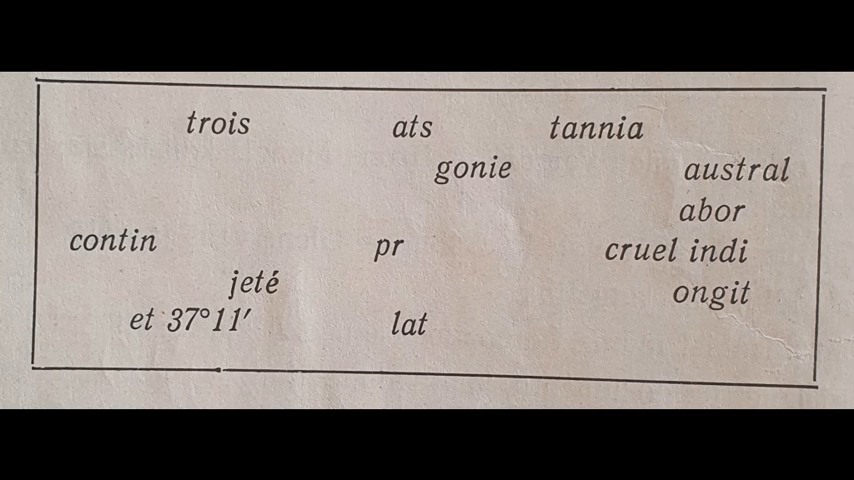 trois ats tannia
gonie austral
abor
contin pr cruel indi
jeté ongit
et 37°11′ lat